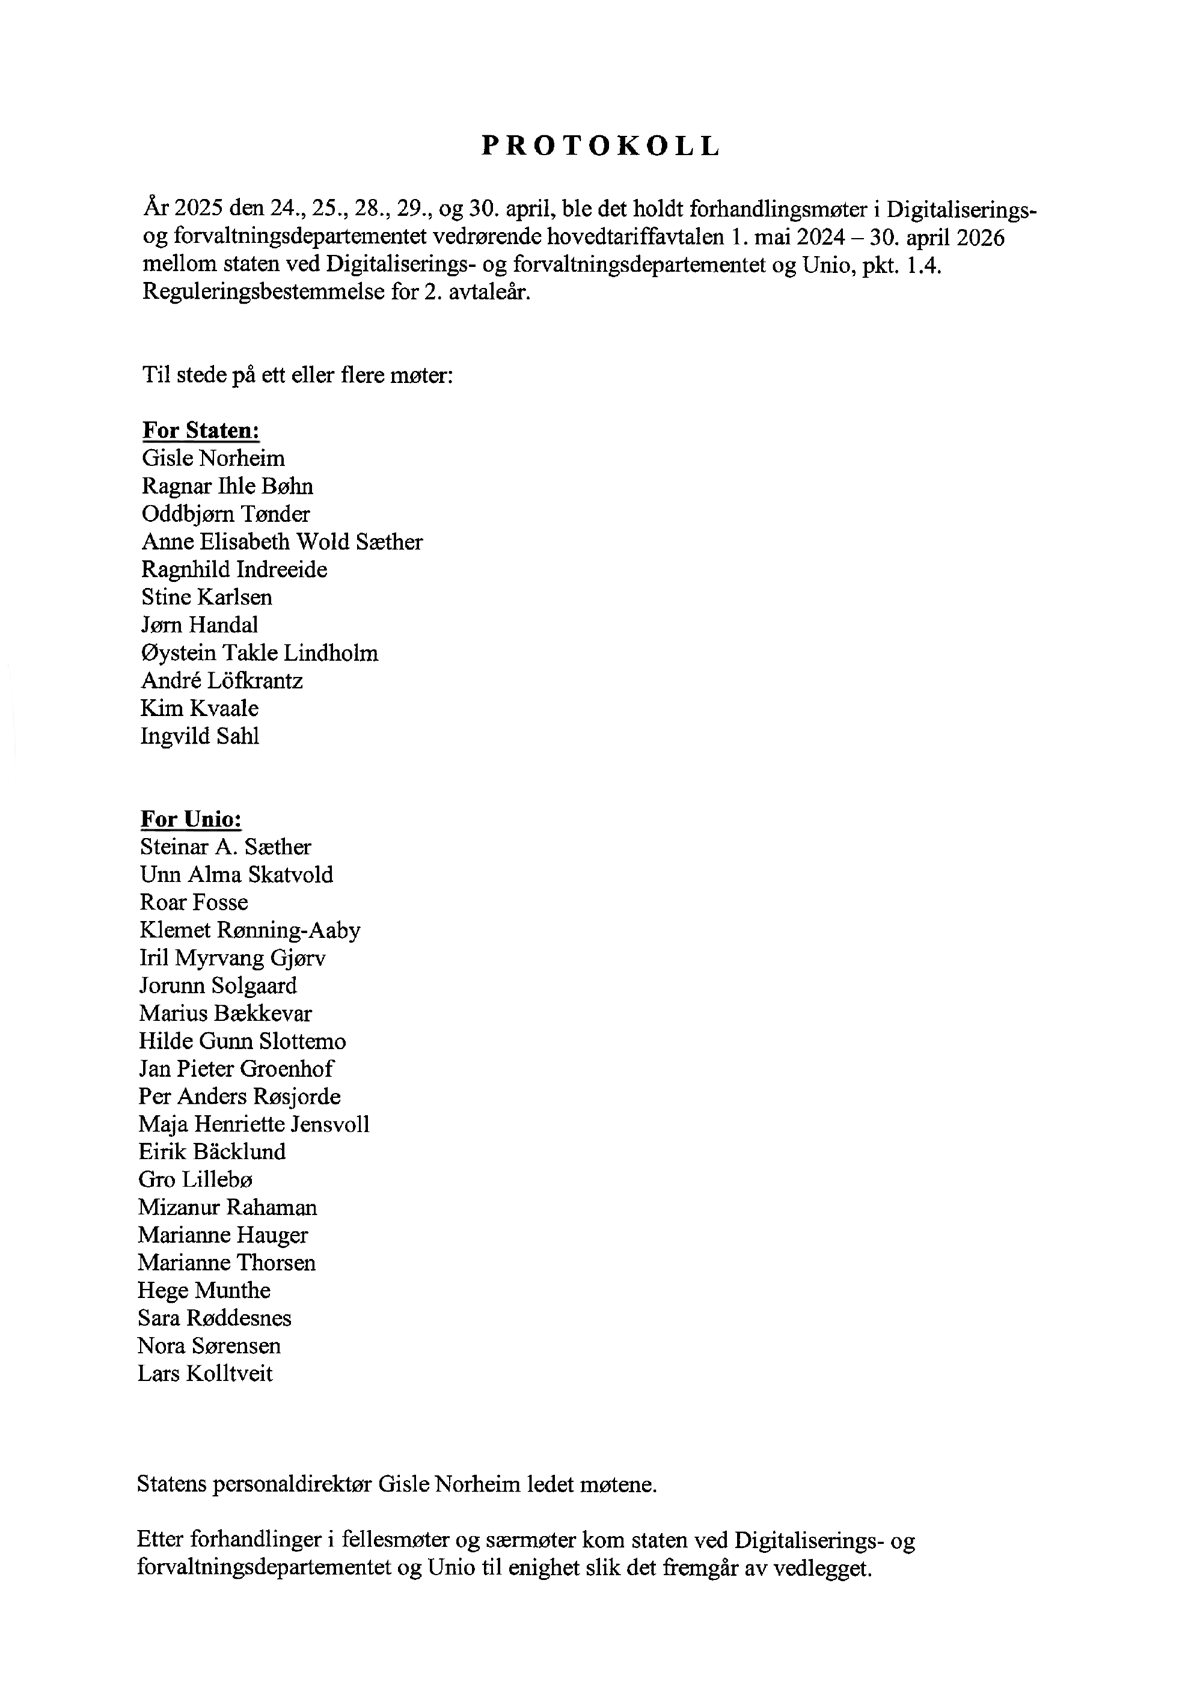 PROTOKOLL
År 2025 den 24., 25., 28., 29., og 30. april, ble det holdt forhandlingsmøter i Digitaliserings-
og forvaltningsdepartementet vedrørende hovedtariffavtalen 1. mai 2024 – 30. april 2026
mellom staten ved Digitaliserings- og forvaltningsdepartementet og Unio, pkt. 1.4.
Reguleringsbestemmelse for 2. avtaleår.
Til stede på ett eller flere møter:
For Staten:
Gisle Norheim
Ragnar Ihle Bøhn
Oddbjørn Tønder
Anne Elisabeth Wold Sæther
Ragnhild Indreeide
Stine Karlsen
Jørn Handal
Øystein Takle Lindholm
André Löfkrantz
Kim Kvaale
Ingvild Sahl
For Unio:
Steinar A. Sæther
Unn Alma Skatvold
Roar Fosse
Klemet Rønning-Aaby
Iril Myrvang Gjørv
Jorunn Solgaard
Marius Bækkevar
Hilde Gunn Slottemo
Jan Pieter Groenhof
Per Anders Røsjorde
Maja Henriette Jensvoll
Eirik Bäcklund
Gro Lillebø
Mizanur Rahaman
Marianne Hauger
Marianne Thorsen
Hege Munthe
Sara Røddesnes
Nora Sørensen
Lars Kolltveit
Statens personaldirektør Gisle Norheim ledet møtene.
Etter forhandlinger i fellesmøter og særmøter kom staten ved Digitaliserings- og
forvaltningsdepartementet og Unio til enighet slik det fremgår av vedlegget.